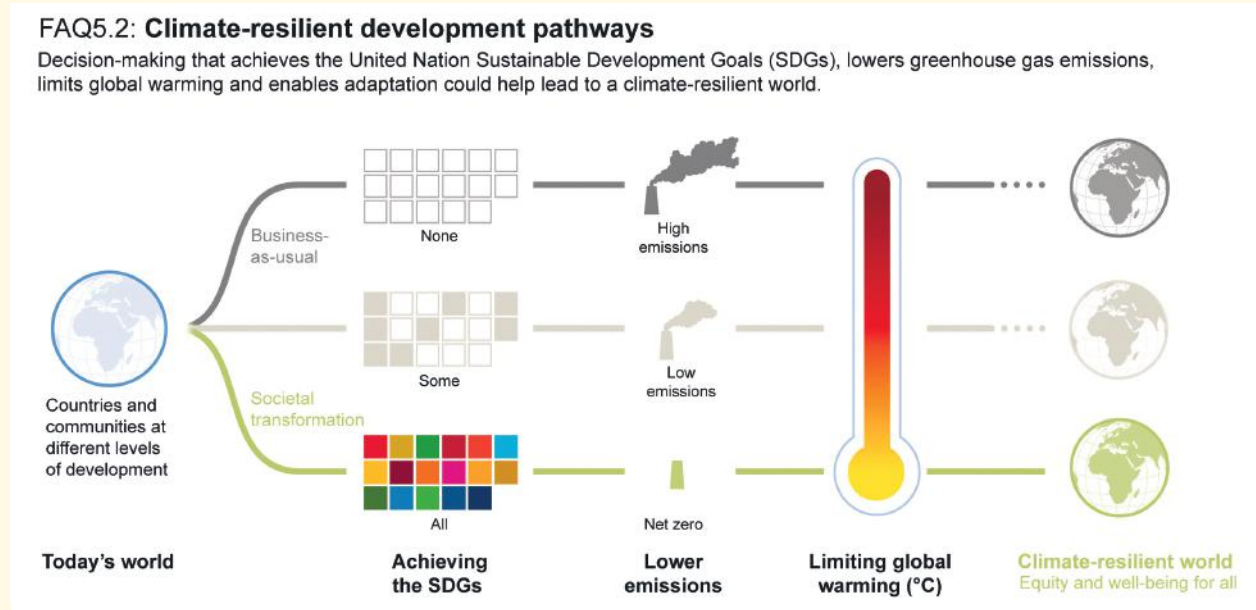 FAQ5.2: Climate-resilient development pathways
Decision-making that achieves the United Nation Sustainable Development Goals (SDGs), lowers greenhouse gas emissions,
limits global warming and enables adaptation could help lead to a climate-resilient world.
Business-
as-usual
None
High
emissions
Some
Low
emissions
Countries and
communities at
different levels
of development
Societal
transformation
All
Net zero
Today's world
Achieving
the SDGs
Lower
emissions
Limiting global
warming (°C)
Climate-resilient world
Equity and well-being for all